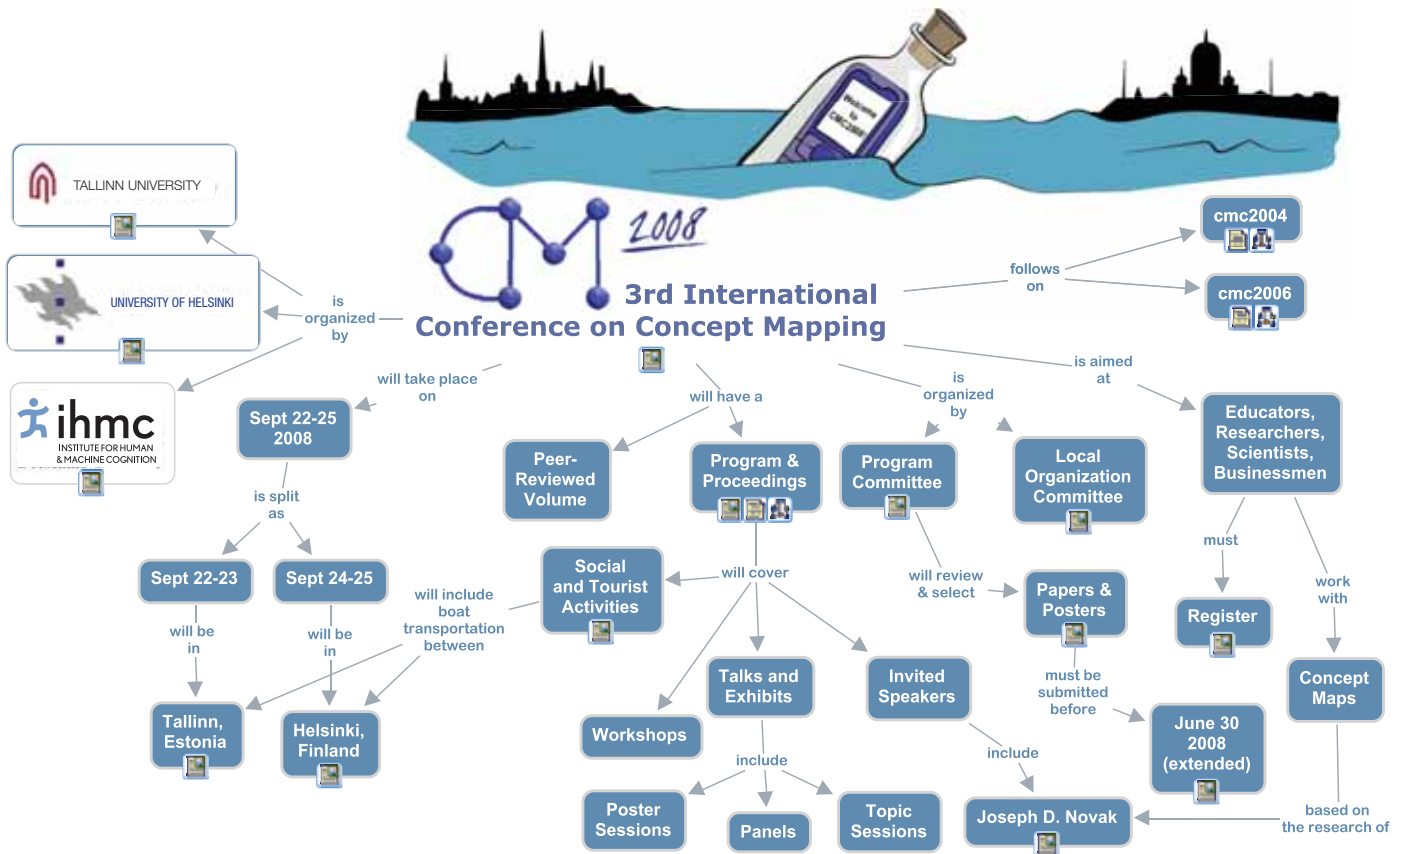 Welcome
to
CMC2008
TALLINN UNIVERSITY
UNIVERSITY OF HELSINKI
ihmc
INSTITUTE FOR HUMAN
& MACHINE COGNITION
is
organized
by
2008
3rd International
Conference on Concept Mapping
follows
on
cmc2004
cmc2006
will take place
on
will have a
is
organized
by
is aimed
at
Sept 22-25
2008
Peer-
Reviewed
Volume
Program &
Proceedings
Program
Committee
Local
Organization
Committee
Educators,
Researchers,
Scientists,
Businessmen
is split
as
Sept 22-23
Sept 24-25
will be
in
will be
in
Tallinn,
Estonia
Helsinki,
Finland
will include
boat
transportation
between
Social
and Tourist
Activities
will cover
Workshops
Talks and
Exhibits
Invited
Speakers
include
Poster
Sessions
Panels
Topic
Sessions
include
Joseph D. Novak
will review
& select
Papers &
Posters
must be
submitted
before
June 30
2008
(extended)
must
Register
work
with
Concept
Maps
based on
the research of